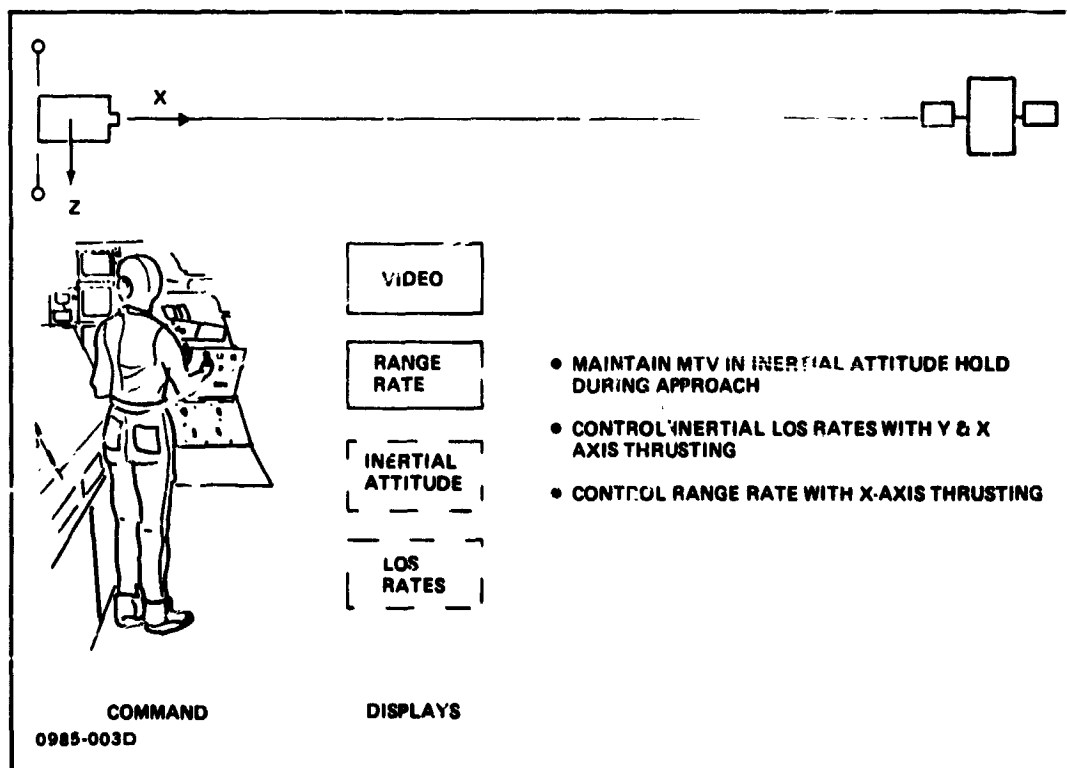 X
Z
VIDEO
RANGE
RATE
INERTIAL
ATTITUDE
LOS
RATES
• MAINTAIN MTV IN INERTIAL ATTITUDE HOLD
DURING APPROACH
• CONTROL INERTIAL LOS RATES WITH Y & X
AXIS THRUSTING
• CONTROL RANGE RATE WITH X-AXIS THRUSTING
COMMAND
DISPLAYS
0985-003D